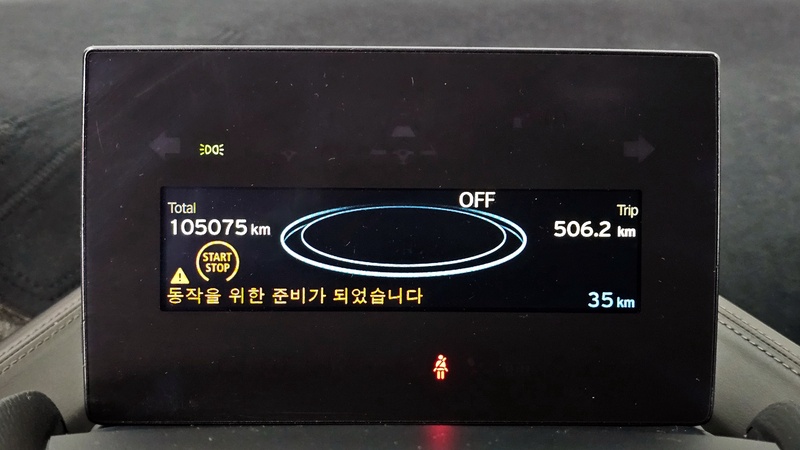 OFF
Total
Trip
105075 km
506.2 km
START
STOP
동작을 위한 준비가 되었습니다
35 km